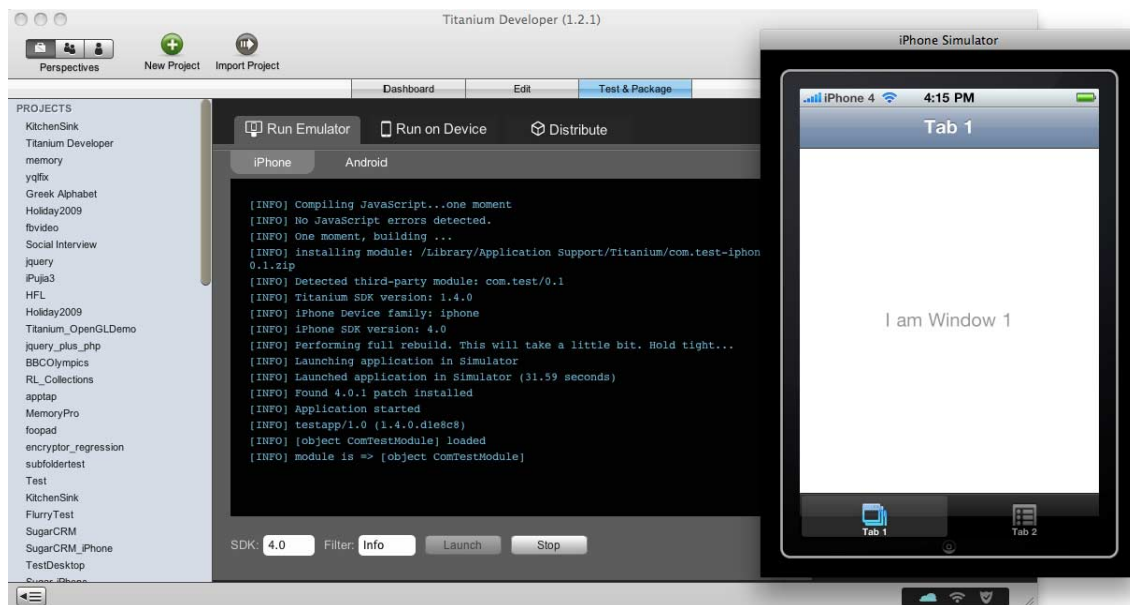 Titanium Developer (1.2.1)
Perspectives
New Project
Import Project
Dashboard
Edit
Test & Package
PROJECTS
KitchenSink
Titanium Developer
memory
yqlfix
Greek Alphabet
Holiday2009
fbvideo
Social Interview
jquery
iPujia3
HFL
Holiday2009
Titanium_OpenGLDemo
jquery_plus_php
BBCOlympics
RL_Collections
apptap
MemoryPro
foopad
encryptor_regression
subfoldertest
Test
KitchenSink
FlurryTest
SugarCRM
SugarCRM_iPhone
TestDesktop
Sugar iPhone
Run Emulator
Run on Device
Distribute
iPhone
Android
[INFO] Compiling JavaScript...one moment
[INFO] No JavaScript errors detected.
[INFO] One moment, building ...
[INFO] installing module: /Library/Application Support/Titanium/com.test-iphon
0.1.zip
[INFO] Detected third-party module: com.test/0.1
[INFO] Titanium SDK version: 1.4.0
[INFO] iPhone Device family: iphone
[INFO] iPhone SDK version: 4.0
[INFO] Performing full rebuild. This will take a little bit. Hold tight...
[INFO] Launching application in Simulator
[INFO] Launched application in Simulator (31.59 seconds)
[INFO] Found 4.0.1 patch installed
[INFO] Application started
[INFO] testapp/1.0 (1.4.0.d1e8c8)
[INFO] [object ComTestModule] loaded
[INFO] module is => [object ComTestModule]
SDK: 4.0
Filter: Info
Launch
Stop
iPhone Simulator
iPhone 4
4:15 PM
Tab 1
I am Window 1
Tab 1
Tab 2